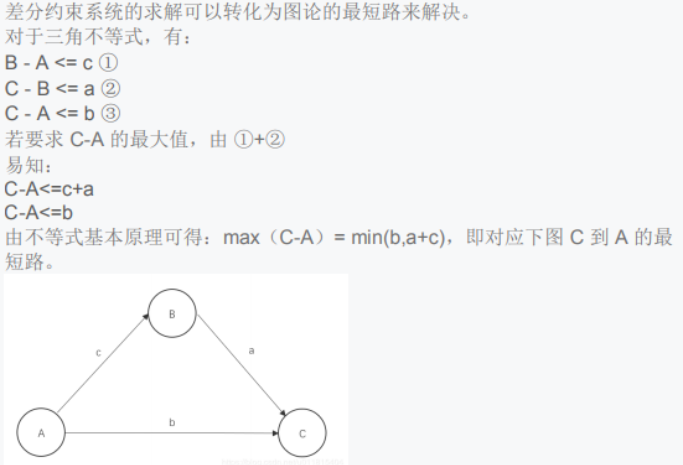 差分约束系统的求解可以转化为图论的最短路来解决。
对于三角不等式，有：
B - A <= c ①
C - B <= a ②
C - A <= b ③
若要求 C-A 的最大值，由 ①+②
易知：
C-A<=c+a
C-A<=b
由不等式基本原理可得：max（C-A）= min(b,a+c)，即对应下图 C 到 A 的最
短路。
B
c
a
b
A
C